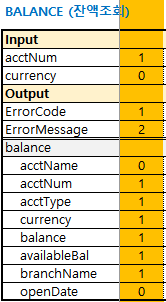 BALANCE (잔액조회)
Input
acctNum 1
currency 0
Output
ErrorCode 1
ErrorMessage 2
balance
acctName 0
acctNum 1
acctType 1
currency 1
balance 1
availableBal 1
branchName 1
openDate 0